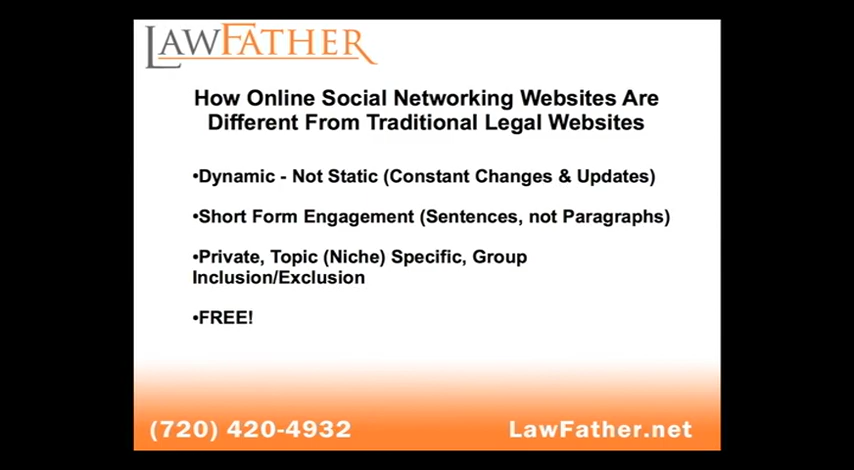 LAWFATHER
How Online Social Networking Websites Are
Different From Traditional Legal Websites
•Dynamic - Not Static (Constant Changes & Updates)
•Short Form Engagement (Sentences, not Paragraphs)
•Private, Topic (Niche) Specific, Group
Inclusion/Exclusion
•FREE!
(720) 420-4932
LawFather.net